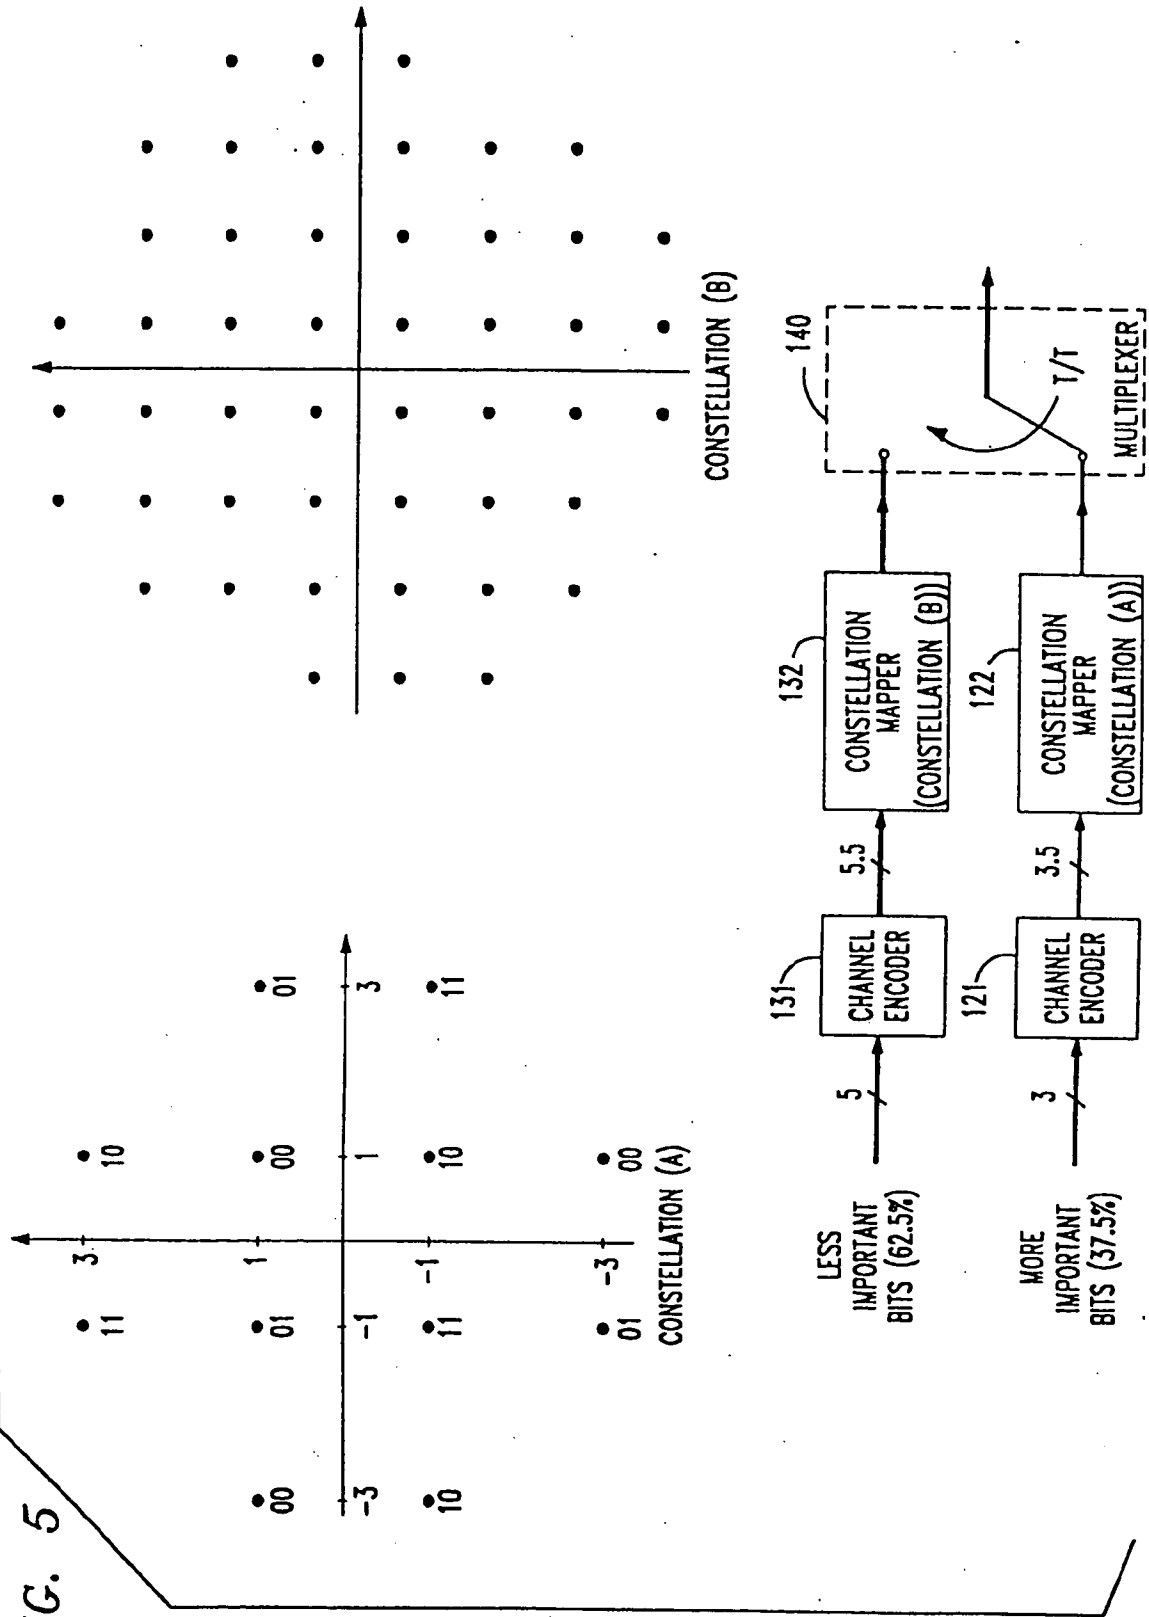 G. 5
3
11
10
1
01
00
01
00
-3
-1
1
3
10
-1
11
10
11
-3
01
00
CONSTELLATION (A)
CONSTELLATION (B)
LESS
IMPORTANT
BITS (62.5%)
5
131
CHANNEL
ENCODER
5.5
132
CONSTELLATION
MAPPER
(CONSTELLATION (B))
140
T/T
MULTIPLEXER
MORE
IMPORTANT
BITS (37.5%)
3
121
CHANNEL
ENCODER
3.5
122
CONSTELLATION
MAPPER
(CONSTELLATION (A))